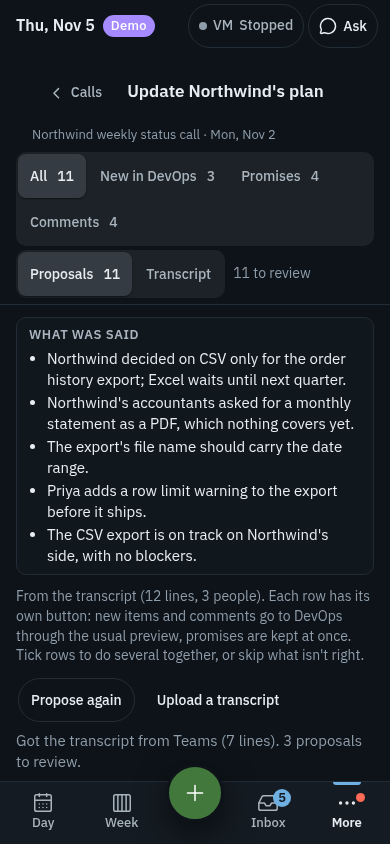 Thu, Nov 5 Demo VM Stopped Ask
Calls Update Northwind's plan
Northwind weekly status call · Mon, Nov 2
All 11 New in DevOps 3 Promises 4
Comments 4
Proposals 11 Transcript 11 to review
WHAT WAS SAID
• Northwind decided on CSV only for the order
history export; Excel waits until next quarter.
• Northwind's accountants asked for a monthly
statement as a PDF, which nothing covers yet.
• The export's file name should carry the date
range.
• Priya adds a row limit warning to the export
before it ships.
• The CSV export is on track on Northwind's
side, with no blockers.
From the transcript (12 lines, 3 people). Each row has its
own button: new items and comments go to DevOps
through the usual preview, promises are kept at once.
Tick rows to do several together, or skip what isn't right.
Propose again Upload a transcript
Got the transcript from Teams (7 lines). 3 proposals
to review.
Day Week Inbox 5 More